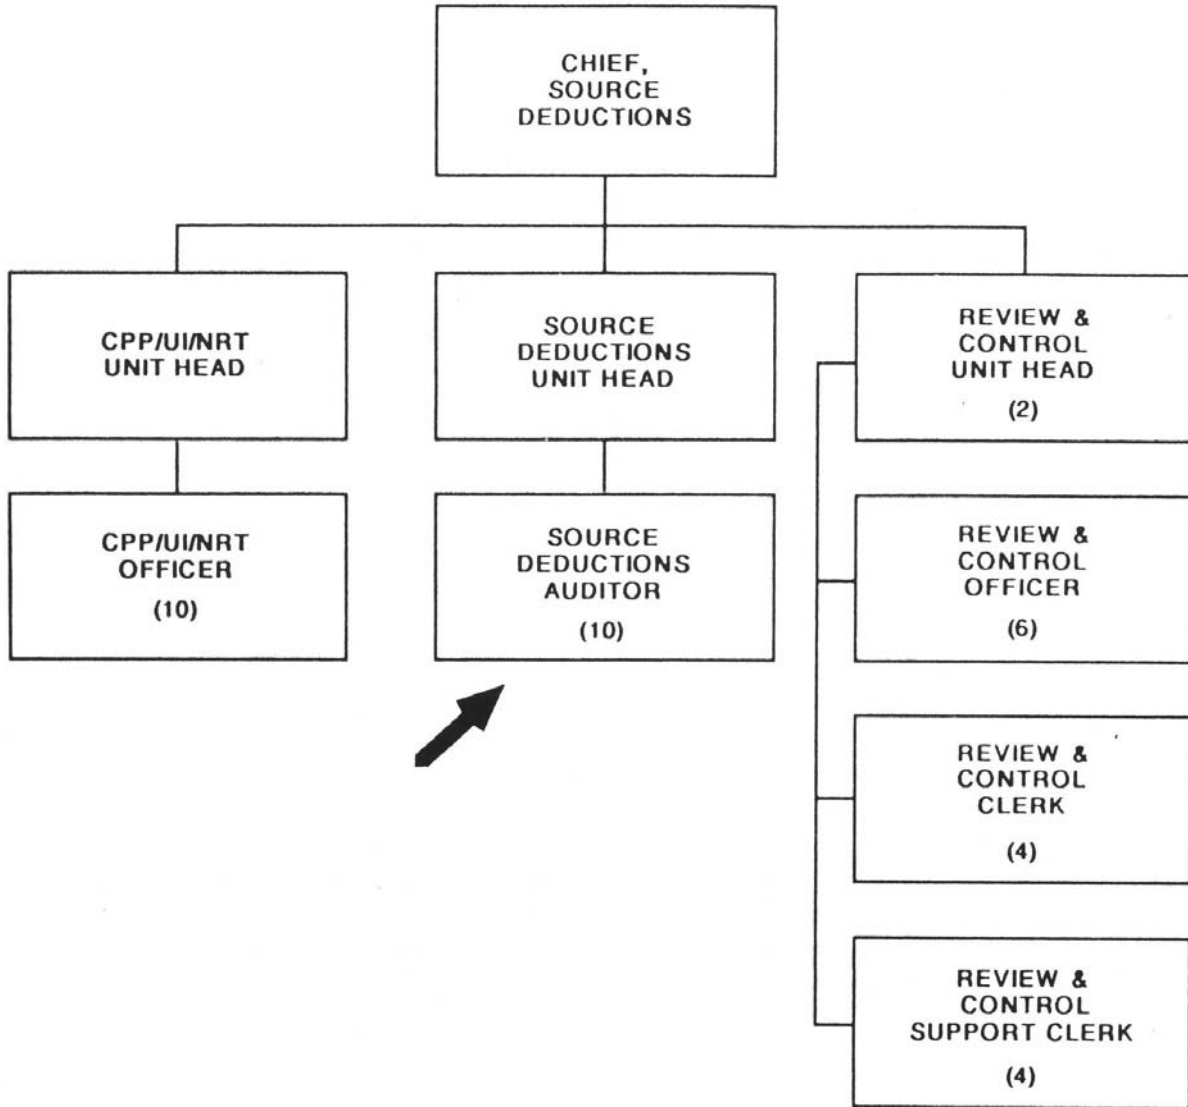 CHIEF,
SOURCE
DEDUCTIONS
CPP/UI/NRT
UNIT HEAD
SOURCE
DEDUCTIONS
UNIT HEAD
REVIEW &
CONTROL
UNIT HEAD
(2)
CPP/UI/NRT
OFFICER
(10)
SOURCE
DEDUCTIONS
AUDITOR
(10)
REVIEW &
CONTROL
OFFICER
(6)
REVIEW &
CONTROL
CLERK
(4)
REVIEW &
CONTROL
SUPPORT CLERK
(4)